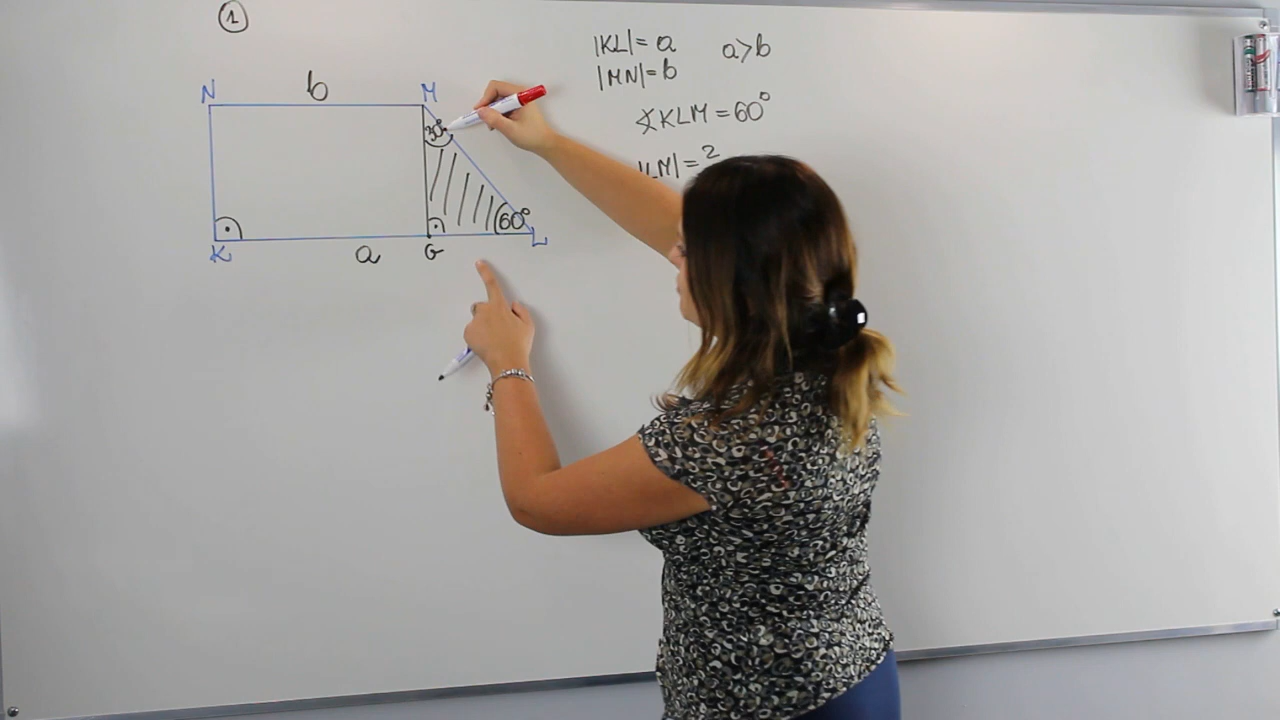 1
N b M
30°
60°
K a G L
|KL| = a a>b
|MN| = b
∡KLM = 60°
|LM| = ?